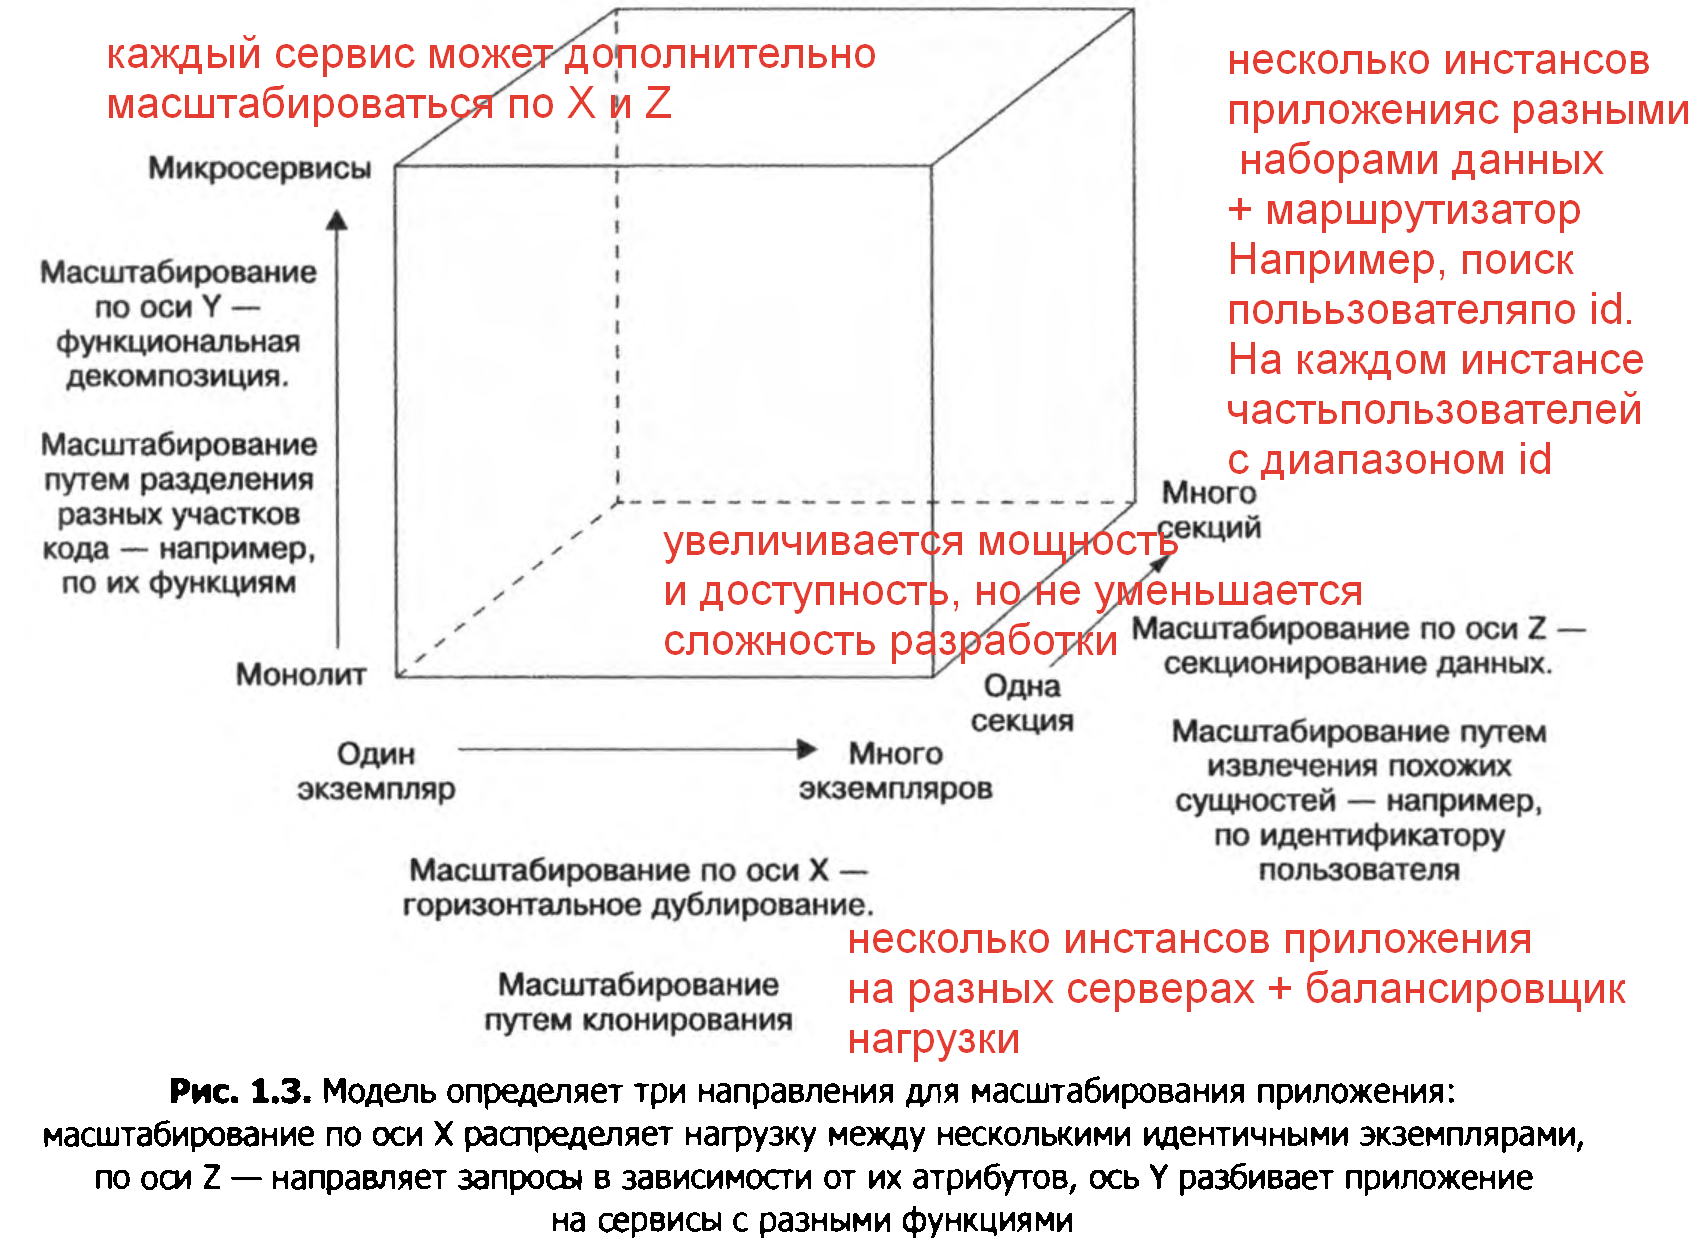 каждый сервис может дополнительно
масштабироваться по X и Z
несколько инстансов
приложенияс разными
наборами данных
+ маршрутизатор
Например, поиск
полььзователяпо id.
На каждом инстансе
частьпользователей
с диапазоном id
Микросервисы
Масштабирование
по оси Y —
функциональная
декомпозиция.
Масштабирование
путем разделения
разных участков
кода — например,
по их функциям
Монолит
увеличивается мощность
и доступность, но не уменьшается
сложность разработки
Много
секций
Одна
секция
Масштабирование по оси Z —
секционирование данных.
Масштабирование путем
извлечения похожих
сущностей — например,
по идентификатору
пользователя
Один
экземпляр
Много
экземпляров
Масштабирование по оси X —
горизонтальное дублирование.
Масштабирование
путем клонирования
несколько инстансов приложения
на разных серверах + балансировщик
нагрузки
Рис. 1.3. Модель определяет три направления для масштабирования приложения:
масштабирование по оси X распределяет нагрузку между несколькими идентичными экземплярами,
по оси Z — направляет запросы в зависимости от их атрибутов, ось Y разбивает приложение
на сервисы с разными функциями